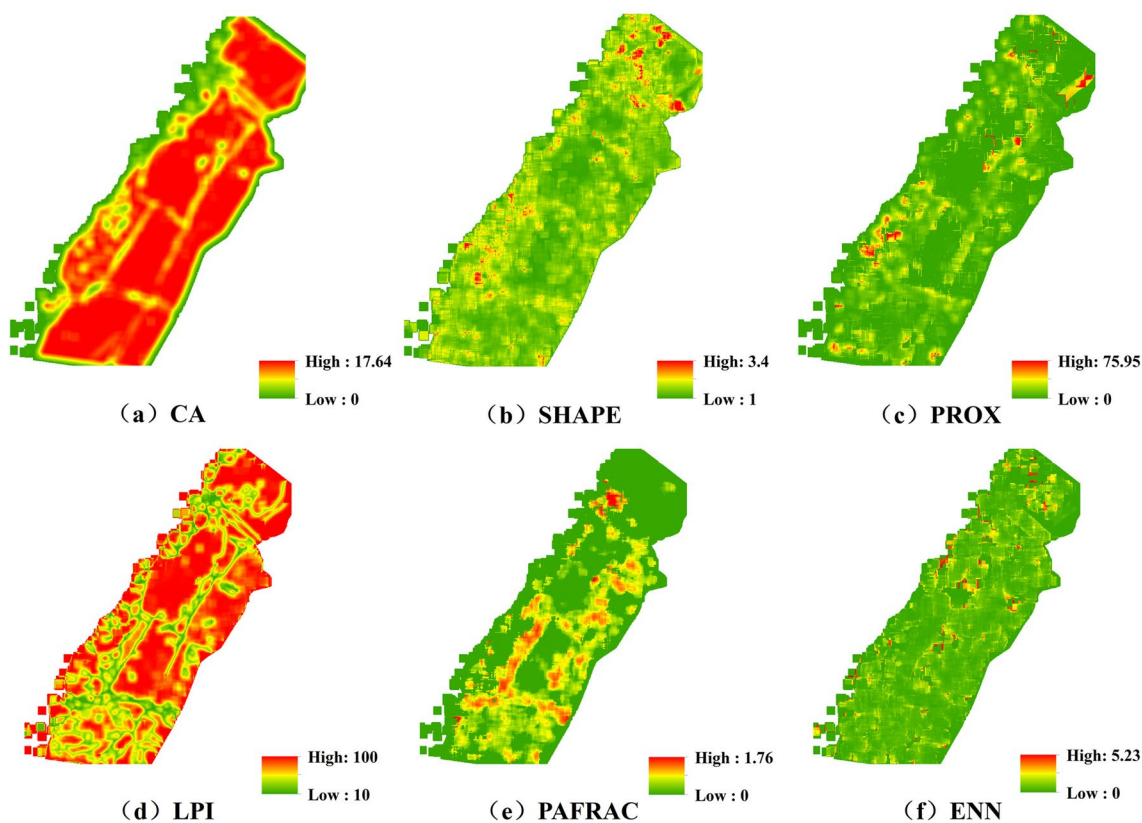 High : 17.64
Low : 0
（a）CA
High: 3.4
Low : 1
（b）SHAPE
High: 75.95
Low : 0
（c）PROX
High: 100
Low : 10
（d）LPI
High: 1.76
Low : 0
（e）PAFRAC
High: 5.23
Low : 0
（f）ENN